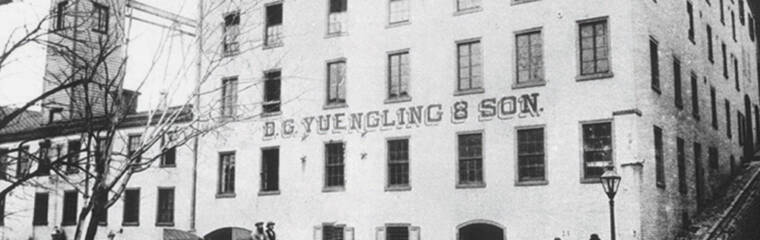 D. G. YUENGLING & SON.